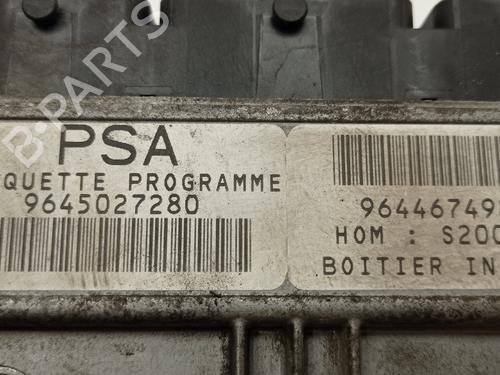 PSA
QUETTE PROGRAMME
9645027280
96446749
HOM : S200
BOITIER IN
B-PARTS